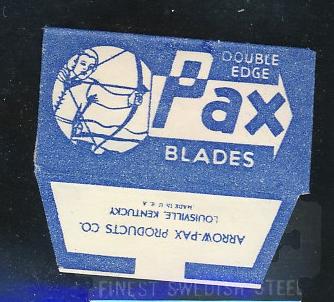 DOUBLE
EDGE
Pax
BLADES
ARROW-PAX PRODUCTS CO.
LOUISVILLE, KENTUCKY
MADE IN U. S. A.
FINEST SWEDISH STEEL